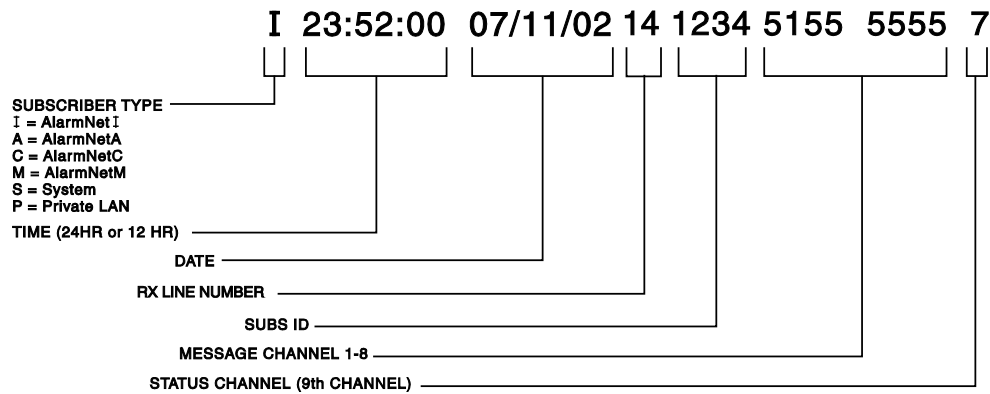 I 23:52:00 07/11/02 14 1234 5155 5555 7
SUBSCRIBER TYPE
I = AlarmNet I
A = AlarmNetA
C = AlarmNetC
M = AlarmNetM
S = System
P = Private LAN
TIME (24HR or 12 HR)
DATE
RX LINE NUMBER
SUBS ID
MESSAGE CHANNEL 1-8
STATUS CHANNEL (9th CHANNEL)